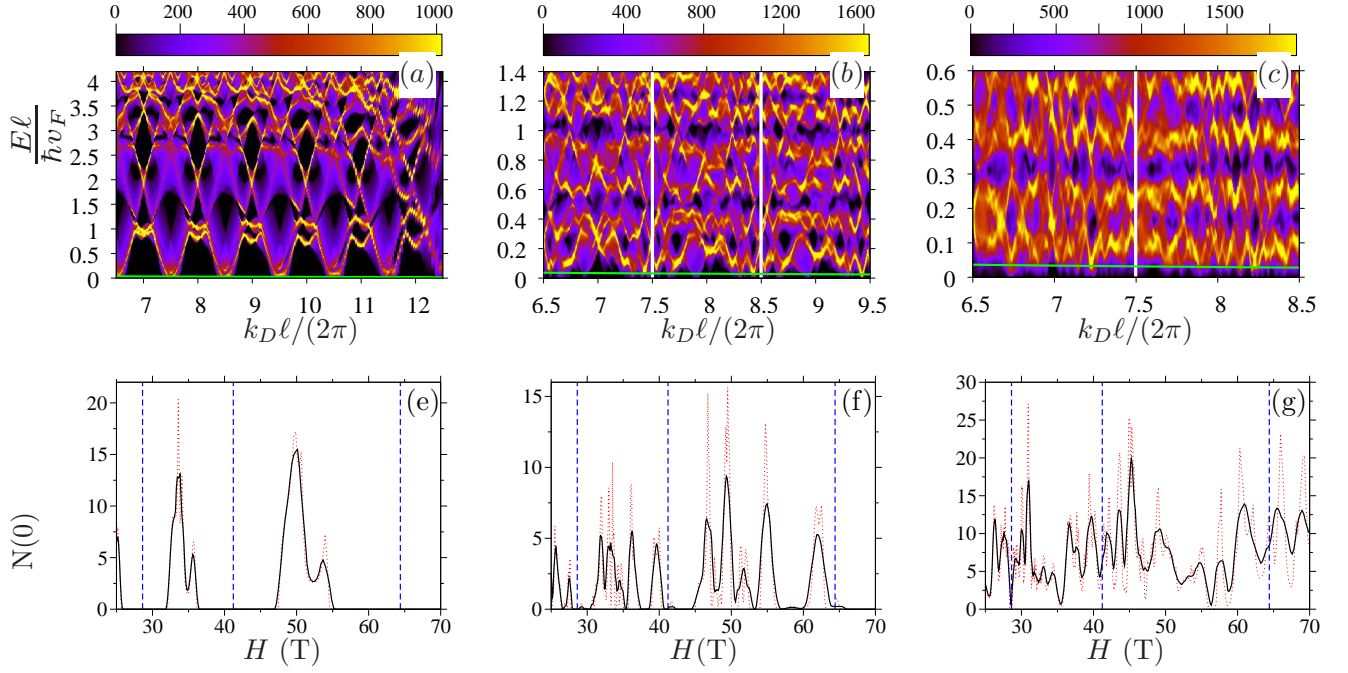 0 200 400 600 800 1000
0 400 800 1200 1600
0 500 1000 1500
(a)
(b)
(c)
Eℓ
ħv_F
4
3.5
3
2.5
2
1.5
1
0.5
0
1.4
1.2
1
0.8
0.6
0.4
0.2
0
0.6
0.5
0.4
0.3
0.2
0.1
0
7 8 9 10 11 12
6.5 7 7.5 8 8.5 9 9.5
6.5 7 7.5 8 8.5
k_Dℓ/(2π)
k_Dℓ/(2π)
k_Dℓ/(2π)
(e)
(f)
(g)
N(0)
20
15
10
5
0
15
10
5
0
30
25
20
15
10
5
0
30 40 50 60 70
30 40 50 60 70
30 40 50 60 70
H (T)
H(T)
H (T)